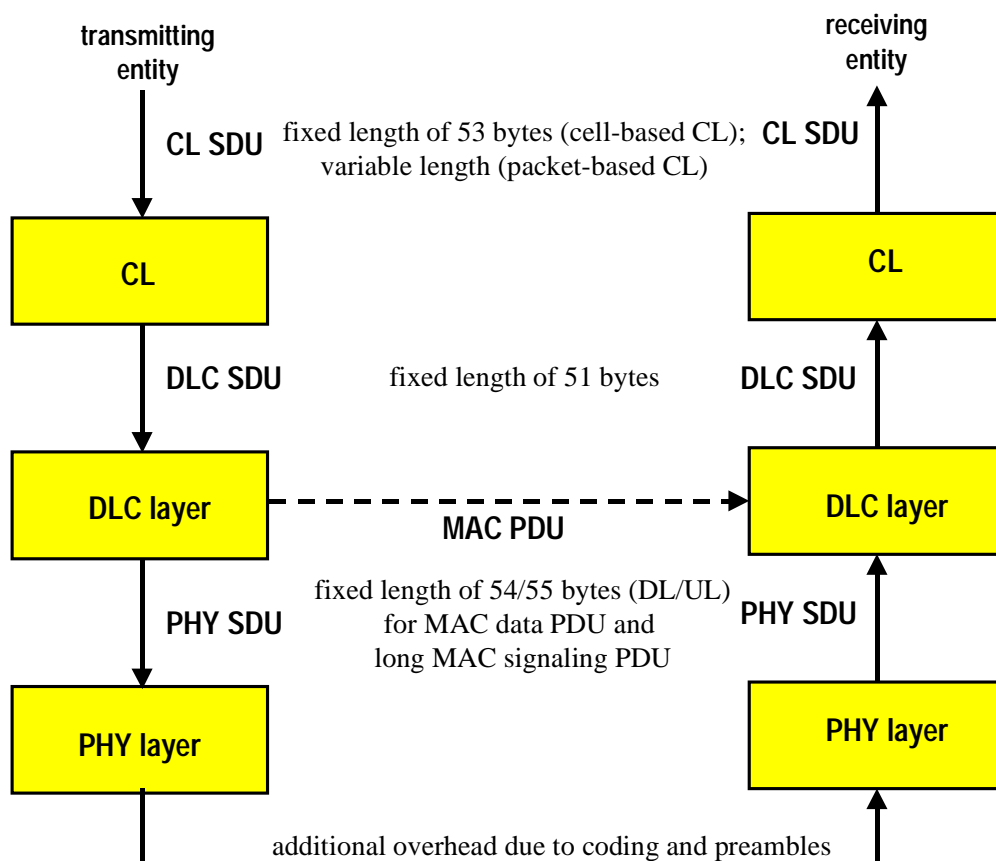 transmitting
entity
receiving
entity
CL SDU
fixed length of 53 bytes (cell-based CL);
variable length (packet-based CL)
CL SDU
CL
CL
DLC SDU
fixed length of 51 bytes
DLC SDU
DLC layer
MAC PDU
DLC layer
PHY SDU
fixed length of 54/55 bytes (DL/UL)
for MAC data PDU and
long MAC signaling PDU
PHY SDU
PHY layer
PHY layer
additional overhead due to coding and preambles